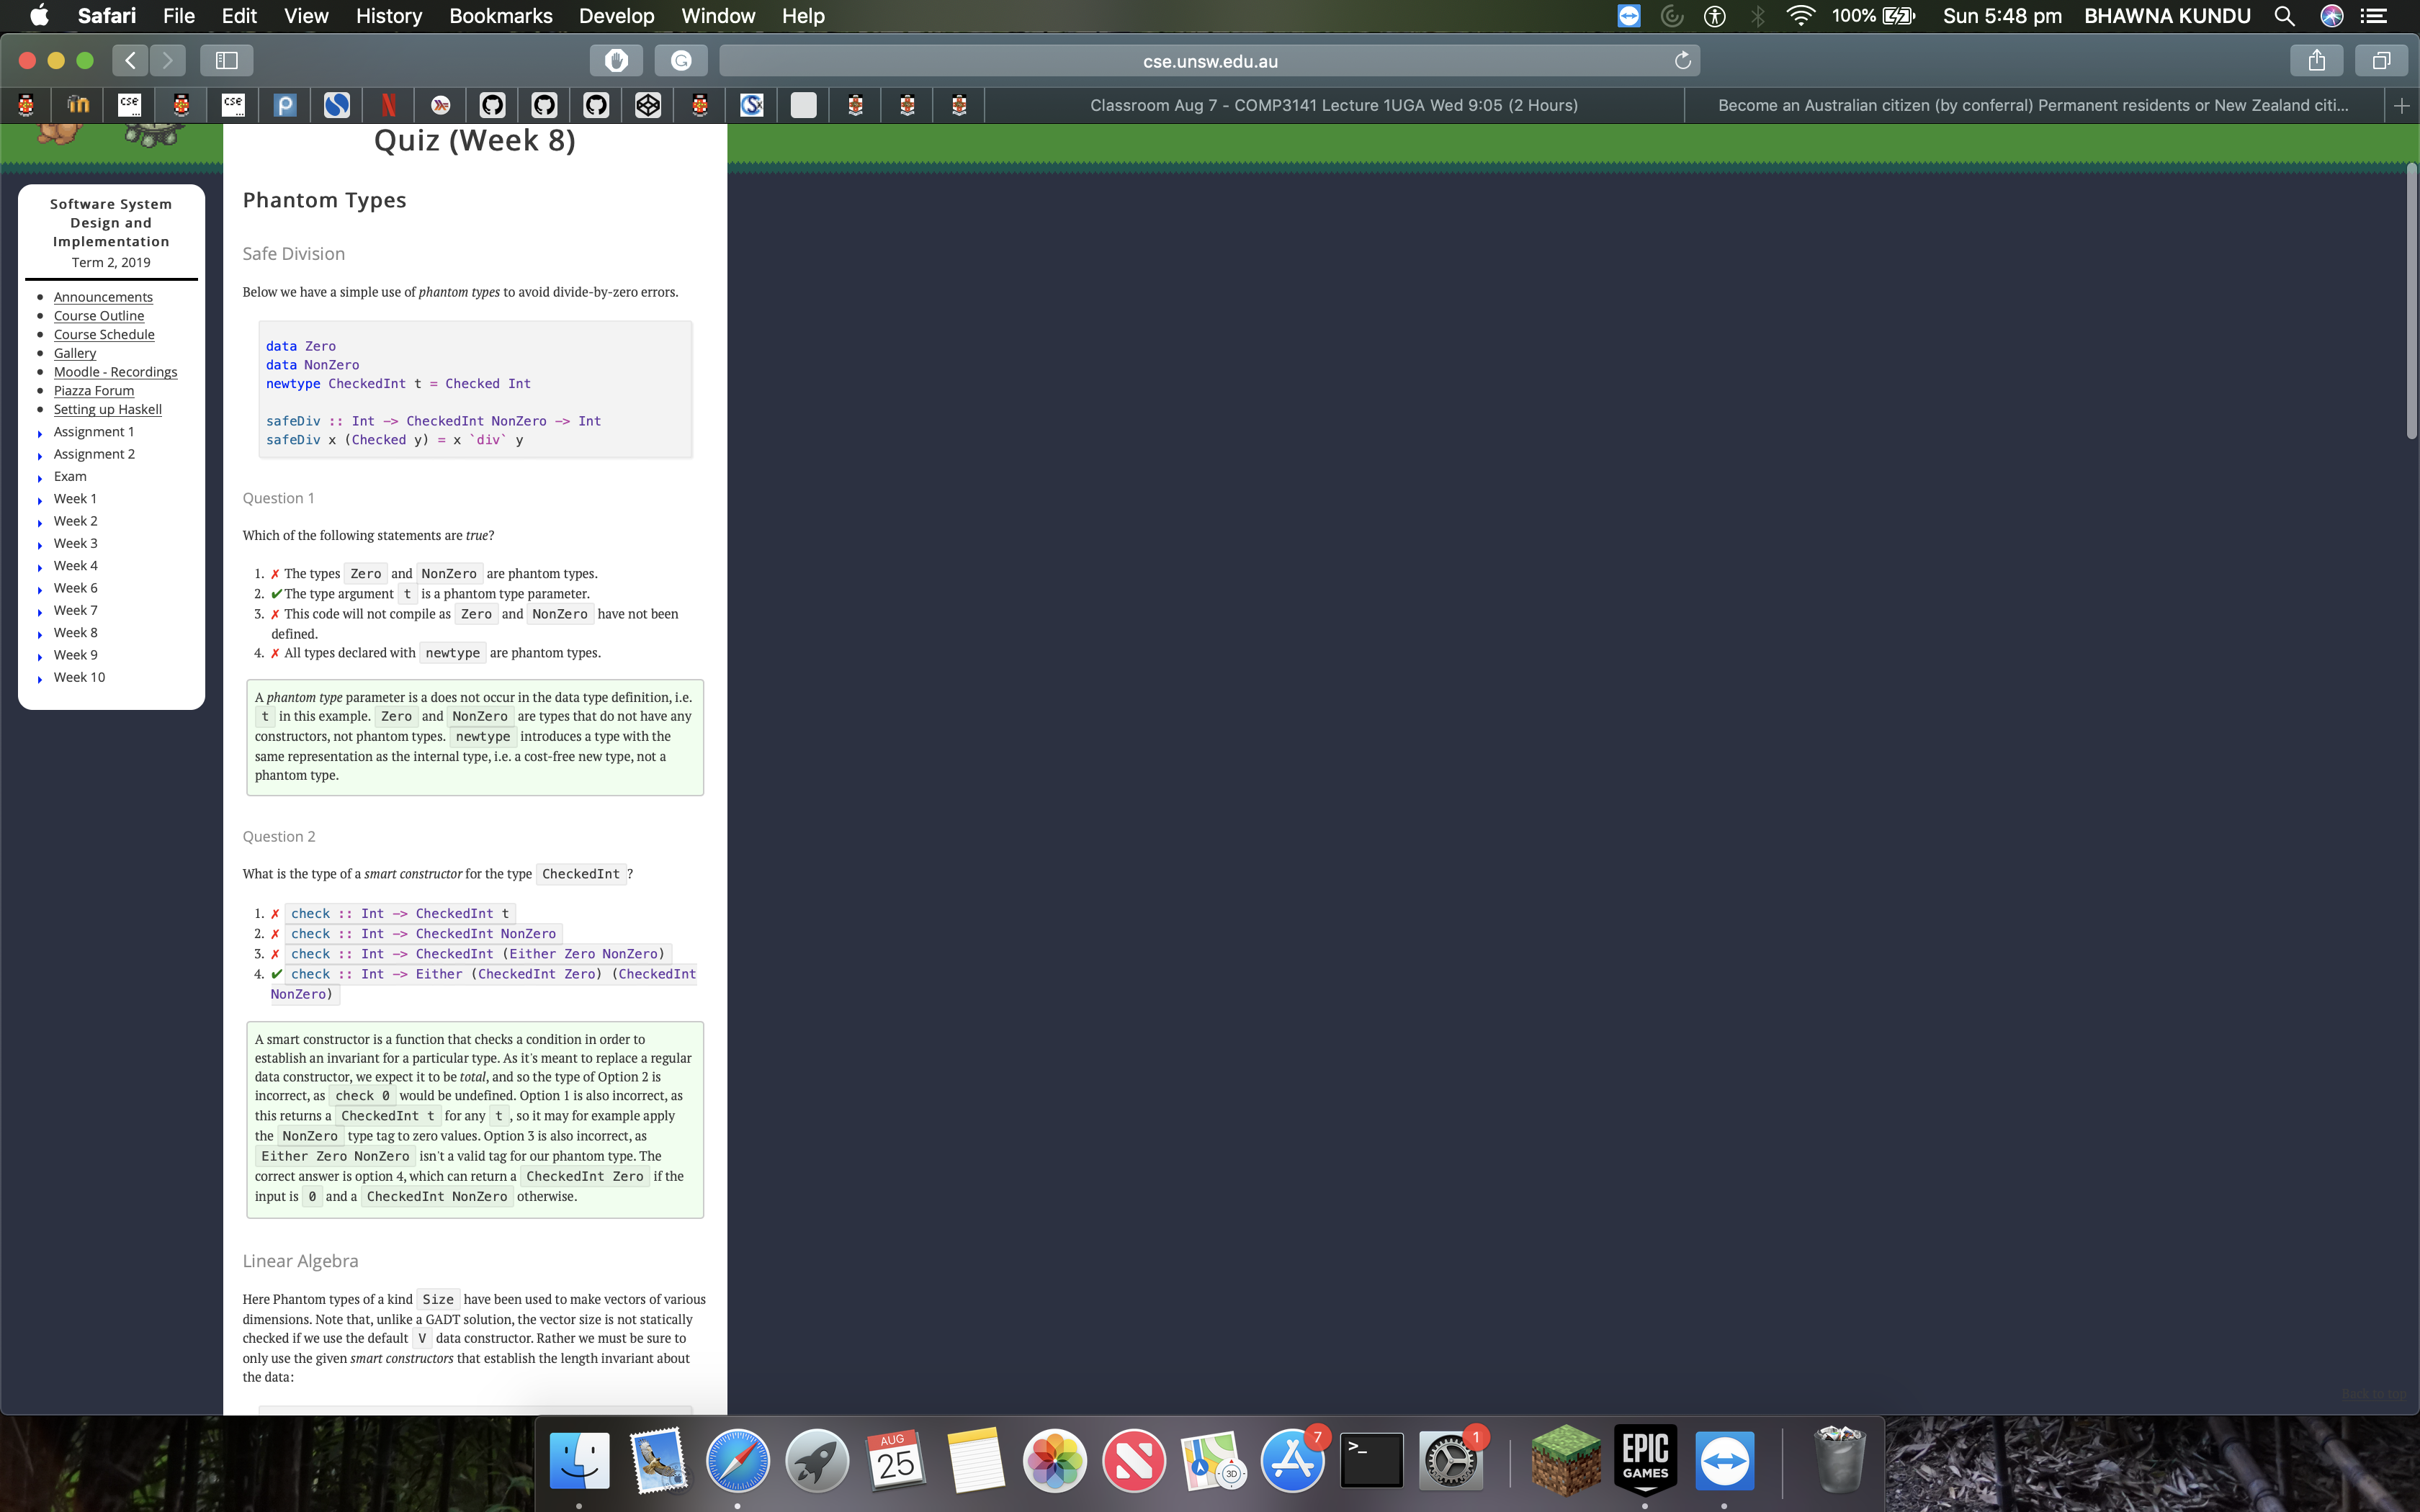 Safari File Edit View History Bookmarks Develop Window Help 100% Sun 5:48 pm BHAWNA KUNDU
cse.unsw.edu.au
cse cse Classroom Aug 7 - COMP3141 Lecture 1UGA Wed 9:05 (2 Hours) Become an Australian citizen (by conferral) Permanent residents or New Zealand citi...
Software System
Design and
Implementation
Term 2, 2019
Announcements
Course Outline
Course Schedule
Gallery
Moodle - Recordings
Piazza Forum
Setting up Haskell
Assignment 1
Assignment 2
Exam
Week 1
Week 2
Week 3
Week 4
Week 6
Week 7
Week 8
Week 9
Week 10
Quiz (Week 8)
Phantom Types
Safe Division
Below we have a simple use of phantom types to avoid divide-by-zero errors.
data Zero
data NonZero
newtype CheckedInt t = Checked Int
safeDiv :: Int -> CheckedInt NonZero -> Int
safeDiv x (Checked y) = x `div` y
Question 1
Which of the following statements are true?
1. ✗ The types Zero and NonZero are phantom types.
2. ✔The type argument t is a phantom type parameter.
3. ✗ This code will not compile as Zero and NonZero have not been
defined.
4. ✗ All types declared with newtype are phantom types.
A phantom type parameter is a does not occur in the data type definition, i.e.
t in this example. Zero and NonZero are types that do not have any
constructors, not phantom types. newtype introduces a type with the
same representation as the internal type, i.e. a cost-free new type, not a
phantom type.
Question 2
What is the type of a smart constructor for the type CheckedInt ?
1. ✗ check :: Int -> CheckedInt t
2. ✗ check :: Int -> CheckedInt NonZero
3. ✗ check :: Int -> CheckedInt (Either Zero NonZero)
4. ✔ check :: Int -> Either (CheckedInt Zero) (CheckedInt
NonZero)
A smart constructor is a function that checks a condition in order to
establish an invariant for a particular type. As it's meant to replace a regular
data constructor, we expect it to be total, and so the type of Option 2 is
incorrect, as check 0 would be undefined. Option 1 is also incorrect, as
this returns a CheckedInt t for any t , so it may for example apply
the NonZero type tag to zero values. Option 3 is also incorrect, as
Either Zero NonZero isn't a valid tag for our phantom type. The
correct answer is option 4, which can return a CheckedInt Zero if the
input is 0 and a CheckedInt NonZero otherwise.
Linear Algebra
Here Phantom types of a kind Size have been used to make vectors of various
dimensions. Note that, unlike a GADT solution, the vector size is not statically
checked if we use the default V data constructor. Rather we must be sure to
only use the given smart constructors that establish the length invariant about
the data:
Back to top
AUG
25
3D
7
>_
1
EPIC
GAMES